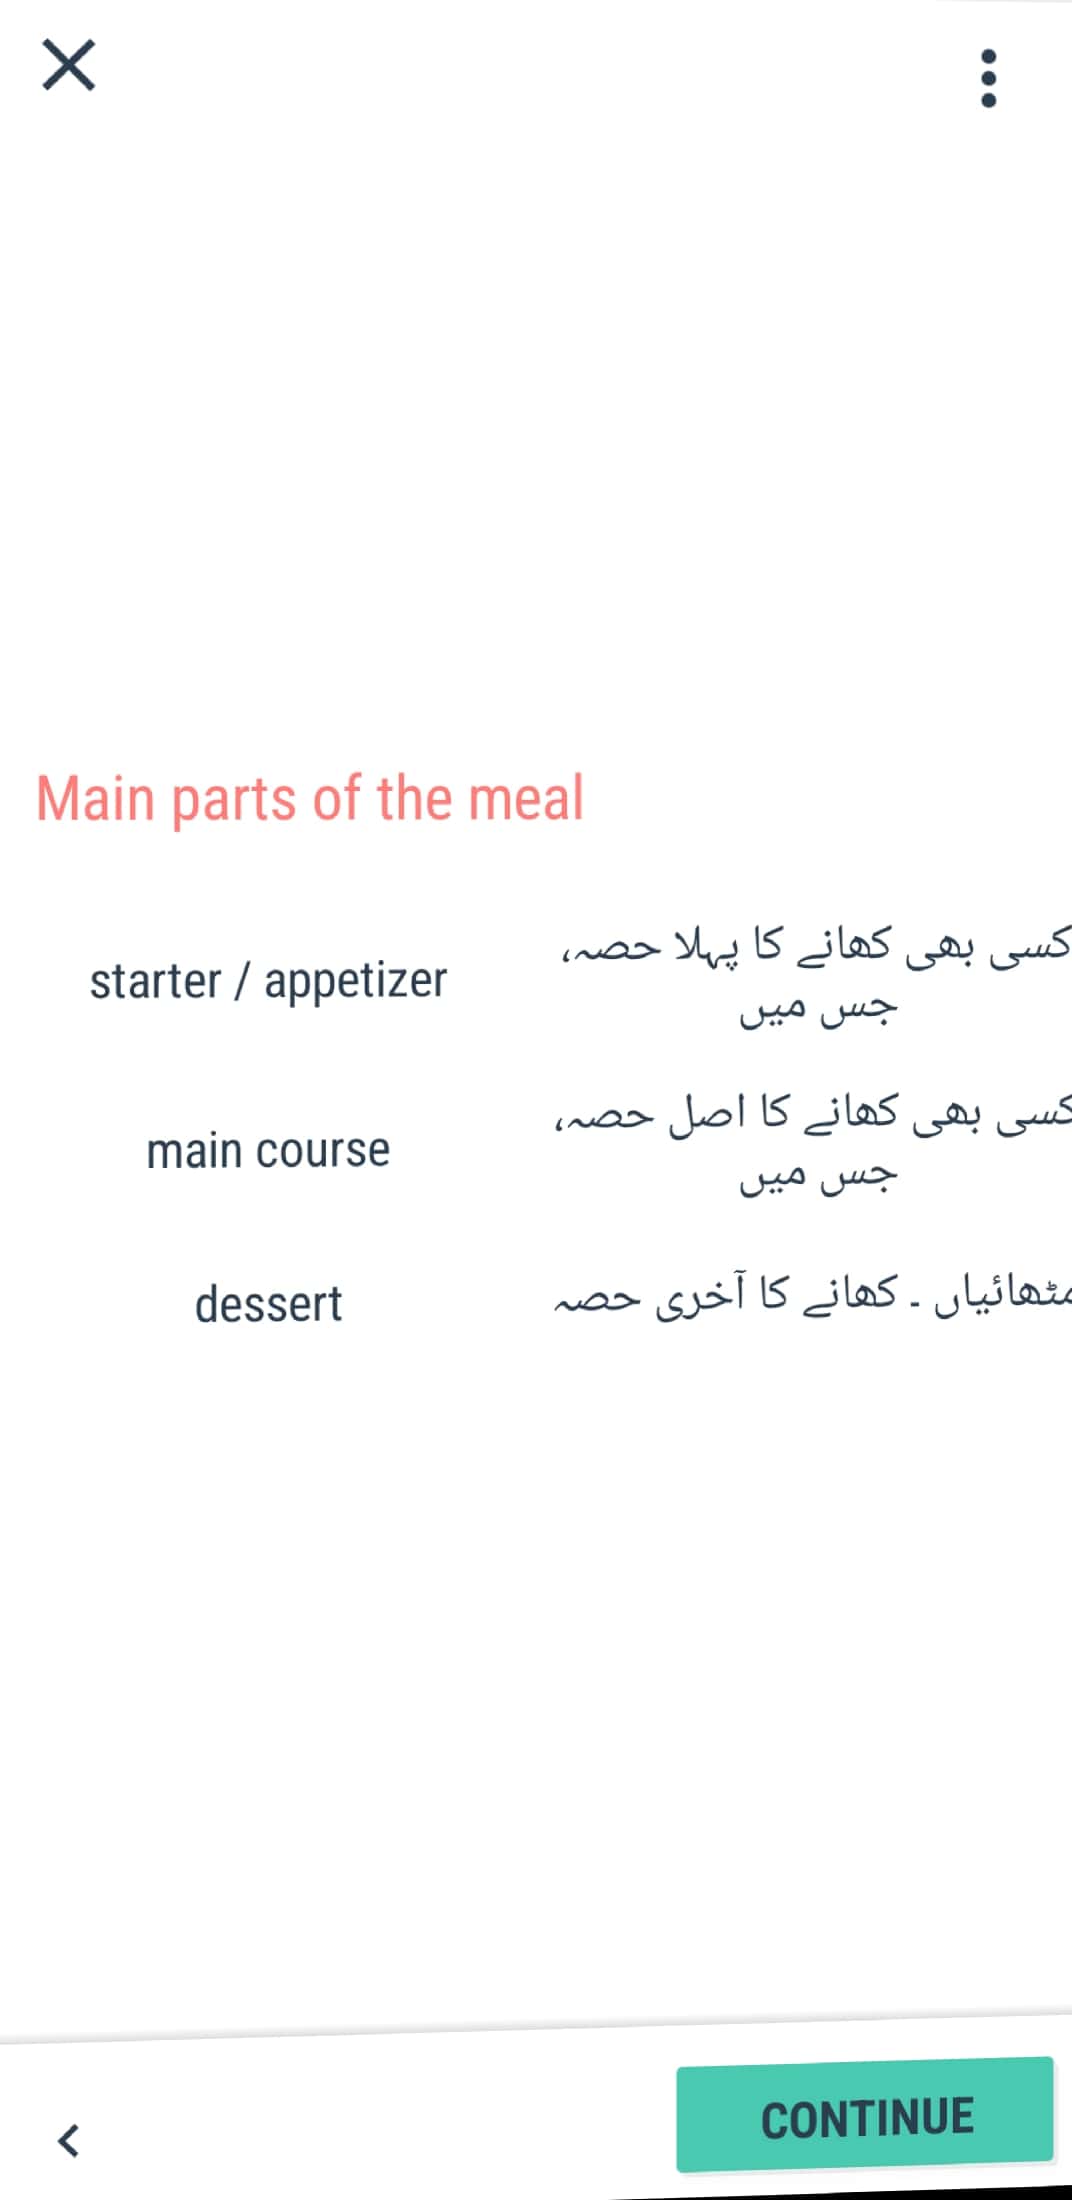 Main parts of the meal
starter / appetizer
کسی بھی کھانے کا پہلا حصہ،
جس میں
main course
کسی بھی کھانے کا اصل حصہ،
جس میں
dessert
مٹھائیاں ۔ کھانے کا آخری حصہ
CONTINUE